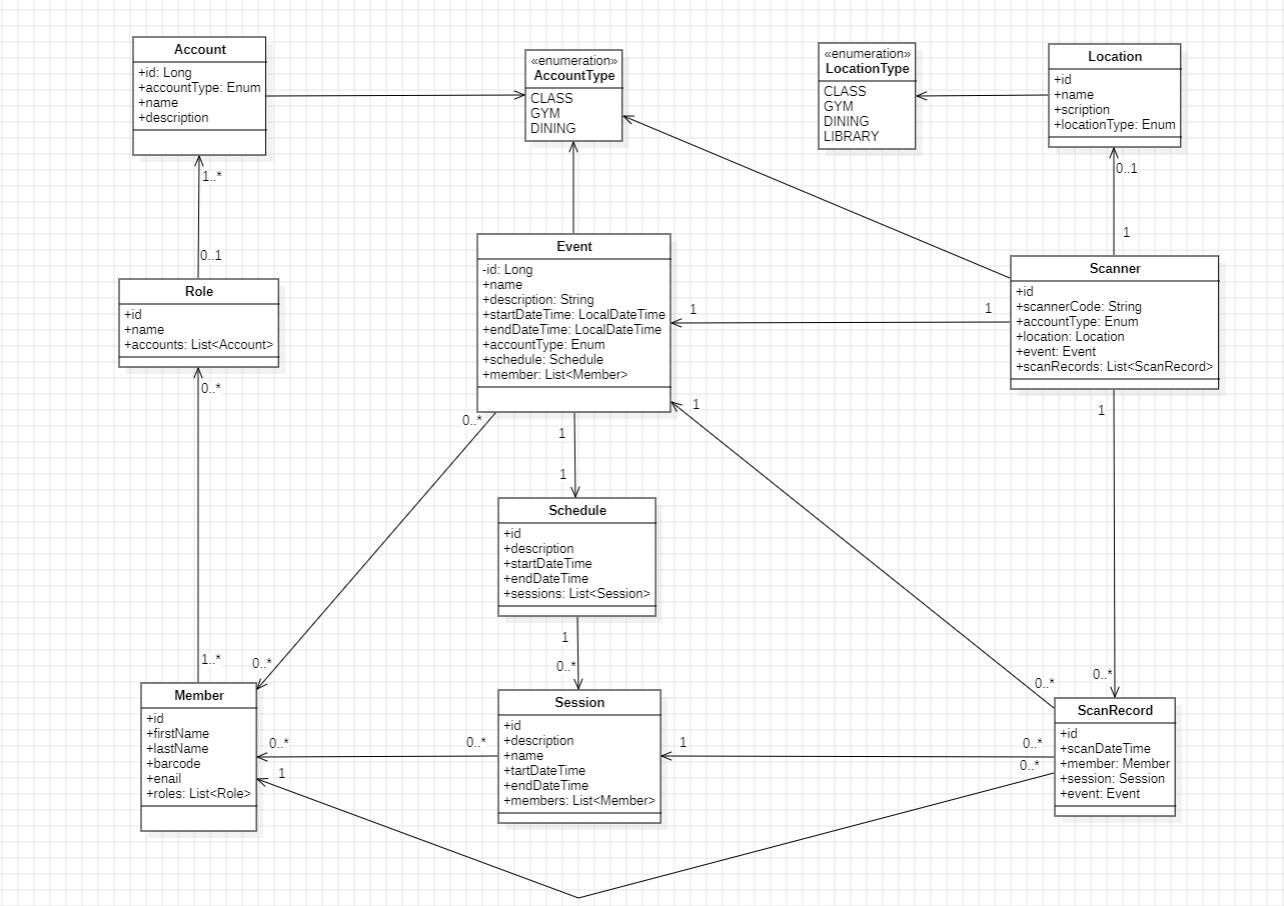 Account
+id: Long
+accountType: Enum
+name
+description
«enumeration»
AccountType
CLASS
GYM
DINING
«enumeration»
LocationType
CLASS
GYM
DINING
LIBRARY
Location
+id
+name
+scription
+locationType: Enum
1..*
0..1
0..1
1
Role
+id
+name
+accounts: List<Account>
0..*
1..*
Event
-id: Long
+name
+description: String
+startDateTime: LocalDateTime
+endDateTime: LocalDateTime
+accountType: Enum
+schedule: Schedule
+member: List<Member>
1
1
Scanner
+id
+scannerCode: String
+accountType: Enum
+location: Location
+event: Event
+scanRecords: List<ScanRecord>
0..*
0..*
1
1
1
0..*
1
0..*
Schedule
+id
+description
+startDateTime
+endDateTime
+sessions: List<Session>
1
0..*
Member
+id
+firstName
+lastName
+barcode
+enail
+roles: List<Role>
0..*
0..*
1
Session
+id
+description
+name
+tartDateTime
+endDateTime
+members: List<Member>
1
0..*
0..*
ScanRecord
+id
+scanDateTime
+member: Member
+session: Session
+event: Event